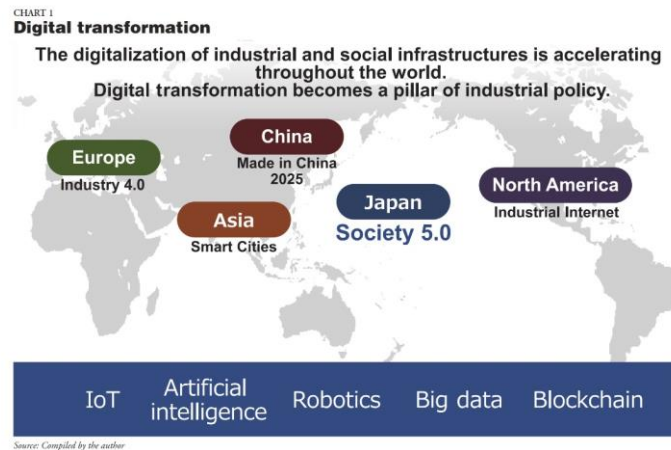 CHART 1
Digital transformation
The digitalization of industrial and social infrastructures is accelerating
throughout the world.
Digital transformation becomes a pillar of industrial policy.
China
Made in China
2025
Europe
Industry 4.0
North America
Industrial Internet
Japan
Society 5.0
Asia
Smart Cities
IoT
Artificial
intelligence
Robotics
Big data
Blockchain
Source: Compiled by the author